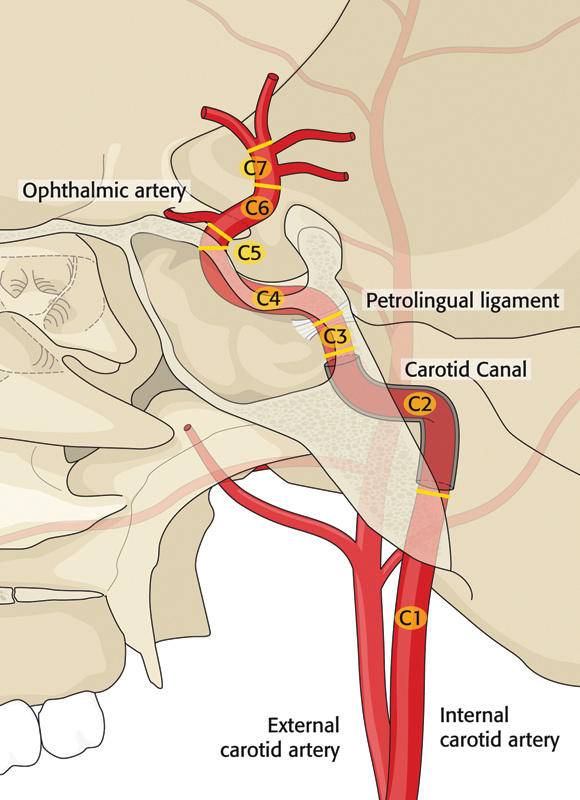 C7
Ophthalmic artery
C6
C5
C4
Petrolingual ligament
C3
Carotid Canal
C2
C1
External
carotid artery
Internal
carotid artery